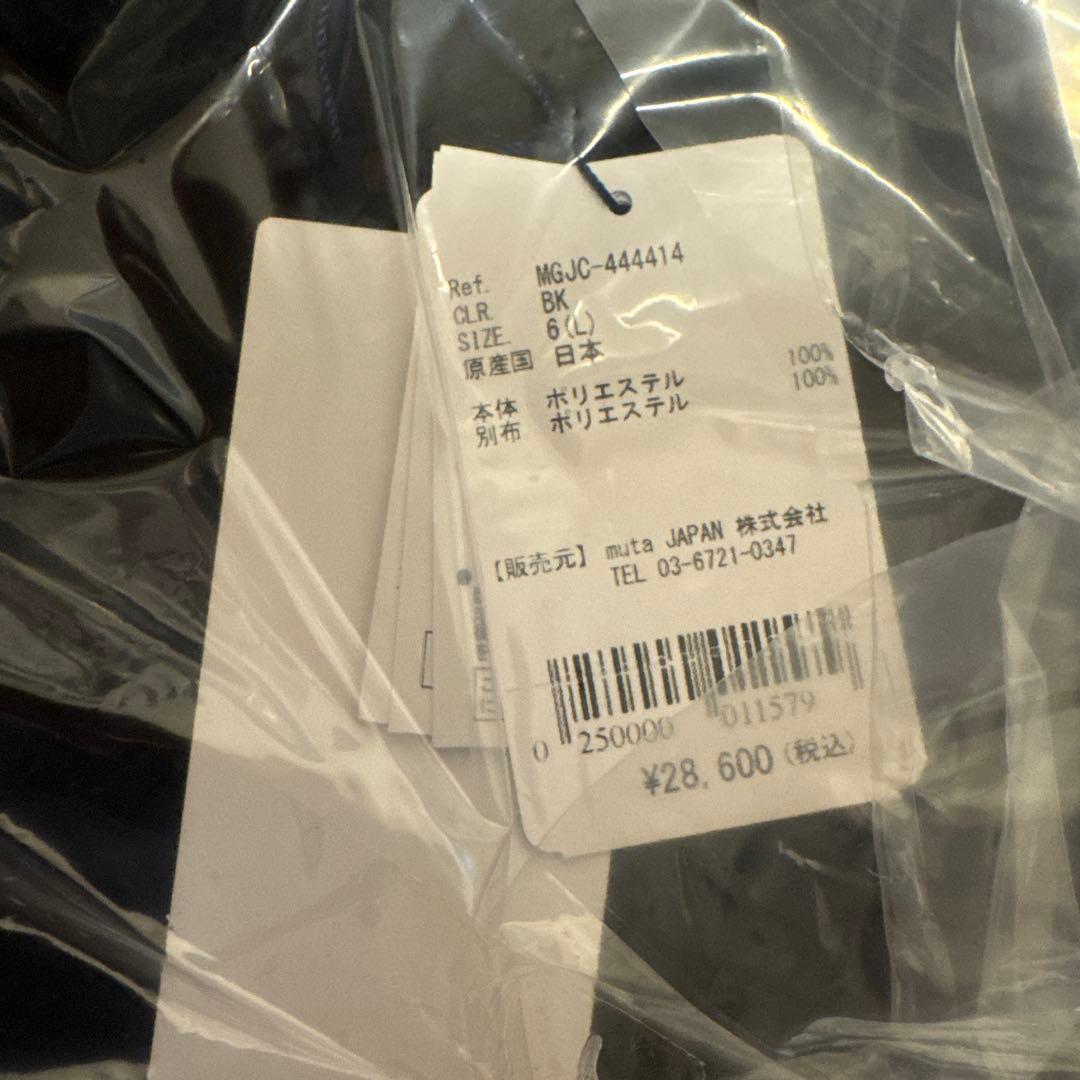 Ref. MGJC-444414
CLR. BK
SIZE. 6(L)
原産国 日本
本体 ポリエステル 100%
別布 ポリエステル 100%
【販売元】 muta JAPAN 株式会社
TEL 03-6721-0347
0 250000 011579
¥28,600(税込)